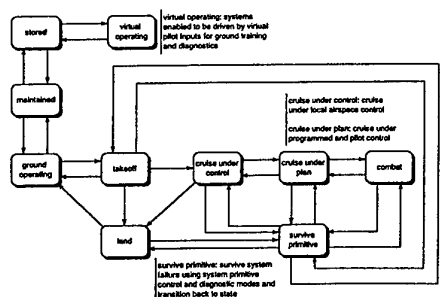 stored
virtual
operating
virtual operating: systems
enabled to be driven by virtual
pilot inputs for ground training
and diagnostics
maintained
cruise under control: cruise
under local airspace control
cruise under plan: cruise under
programmed and pilot control
ground
operating
takeoff
cruise under
control
cruise under
plan
combat
land
survive
primitive
survive primitive: survive system
failure using system primitive
control and diagnostic modes and
transition back to state